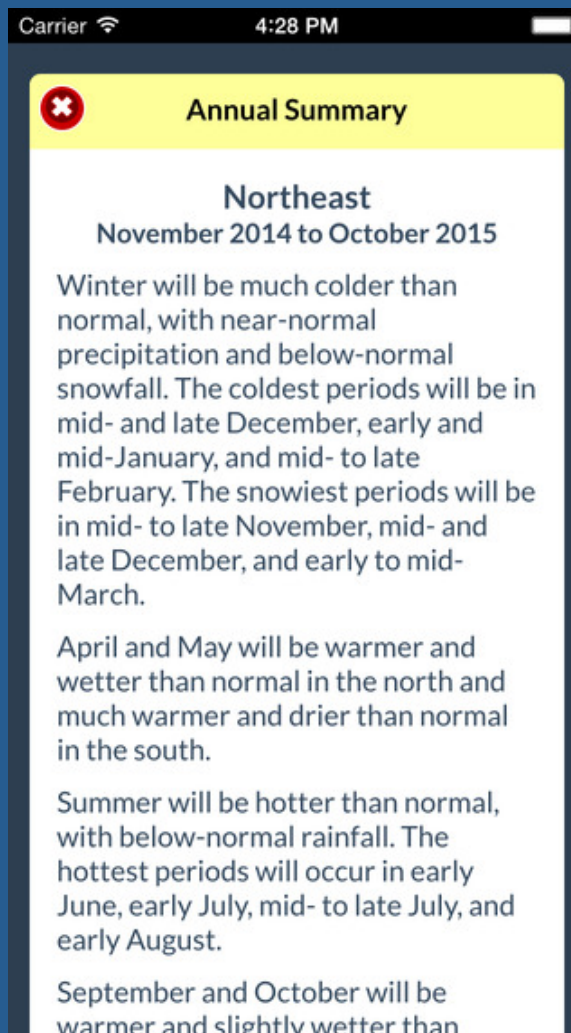 Carrier 4:28 PM
Annual Summary
Northeast
November 2014 to October 2015
Winter will be much colder than
normal, with near-normal
precipitation and below-normal
snowfall. The coldest periods will be in
mid- and late December, early and
mid-January, and mid- to late
February. The snowiest periods will be
in mid- to late November, mid- and
late December, and early to mid-
March.
April and May will be warmer and
wetter than normal in the north and
much warmer and drier than normal
in the south.
Summer will be hotter than normal,
with below-normal rainfall. The
hottest periods will occur in early
June, early July, mid- to late July, and
early August.
September and October will be
warmer and slightly wetter than